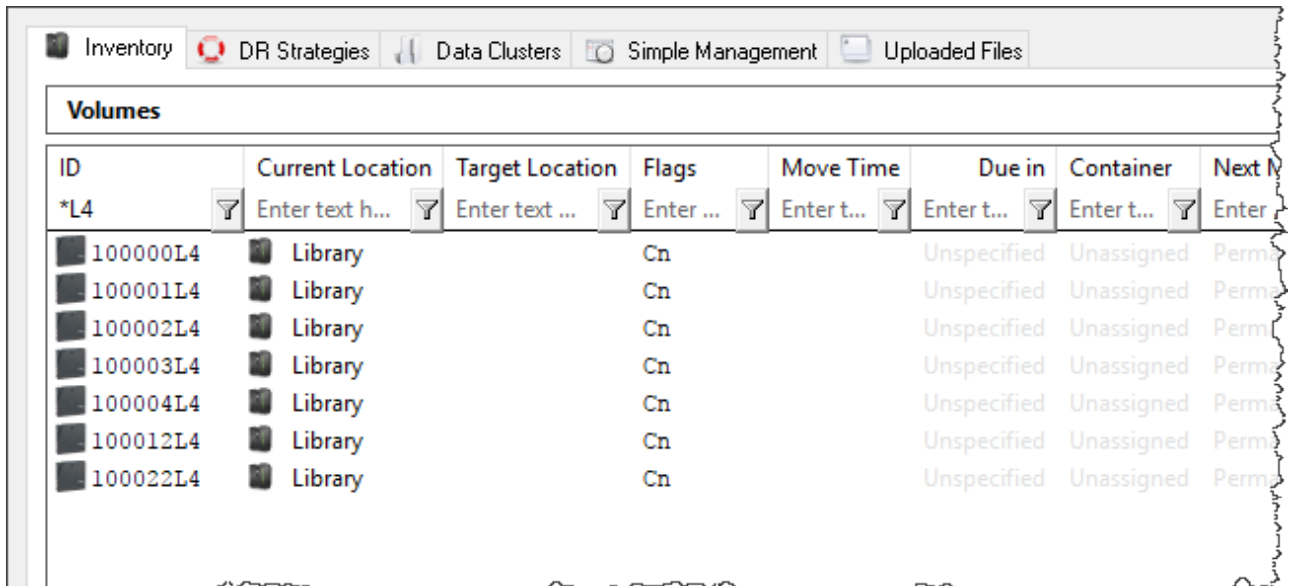 Inventory DR Strategies Data Clusters Simple Management Uploaded Files
Volumes
ID Current Location Target Location Flags Move Time Due in Container Next
*L4 Enter text h... Enter text ... Enter ... Enter t... Enter t... Enter t... Enter
100000L4 Library Cn Unspecified Unassigned
100001L4 Library Cn Unspecified Unassigned
100002L4 Library Cn Unspecified Unassigned
100003L4 Library Cn Unspecified Unassigned
100004L4 Library Cn Unspecified Unassigned
100012L4 Library Cn Unspecified Unassigned
100022L4 Library Cn Unspecified Unassigned